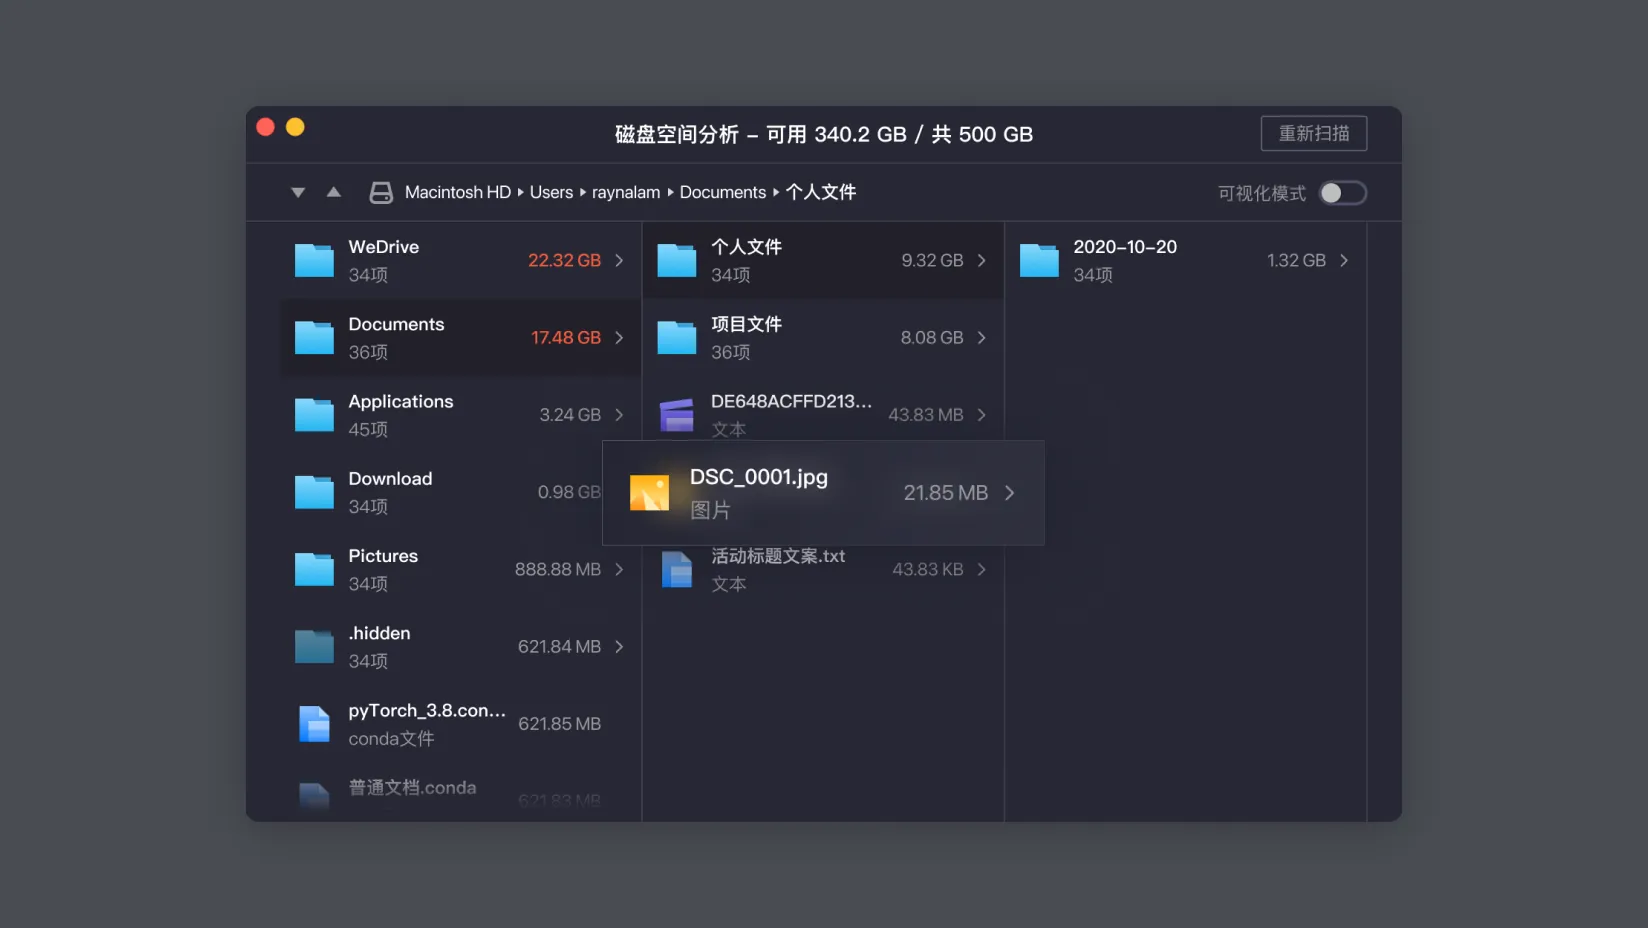 磁盘空间分析 – 可用 340.2 GB / 共 500 GB
重新扫描
Macintosh HD ▸ Users ▸ raynalam ▸ Documents ▸ 个人文件
可视化模式
WeDrive
22.32 GB
34项
Documents
17.48 GB
36项
Applications
3.24 GB
45项
Download
0.98 GB
34项
Pictures
888.88 MB
34项
.hidden
621.84 MB
34项
pyTorch_3.8.con...
621.85 MB
conda文件
普通文档.conda
621.83 MB
个人文件
9.32 GB
34项
项目文件
8.08 GB
36项
DE648ACFFD213...
43.83 MB
文本
DSC_0001.jpg
21.85 MB
图片
活动标题文案.txt
43.83 KB
文本
2020-10-20
1.32 GB
34项